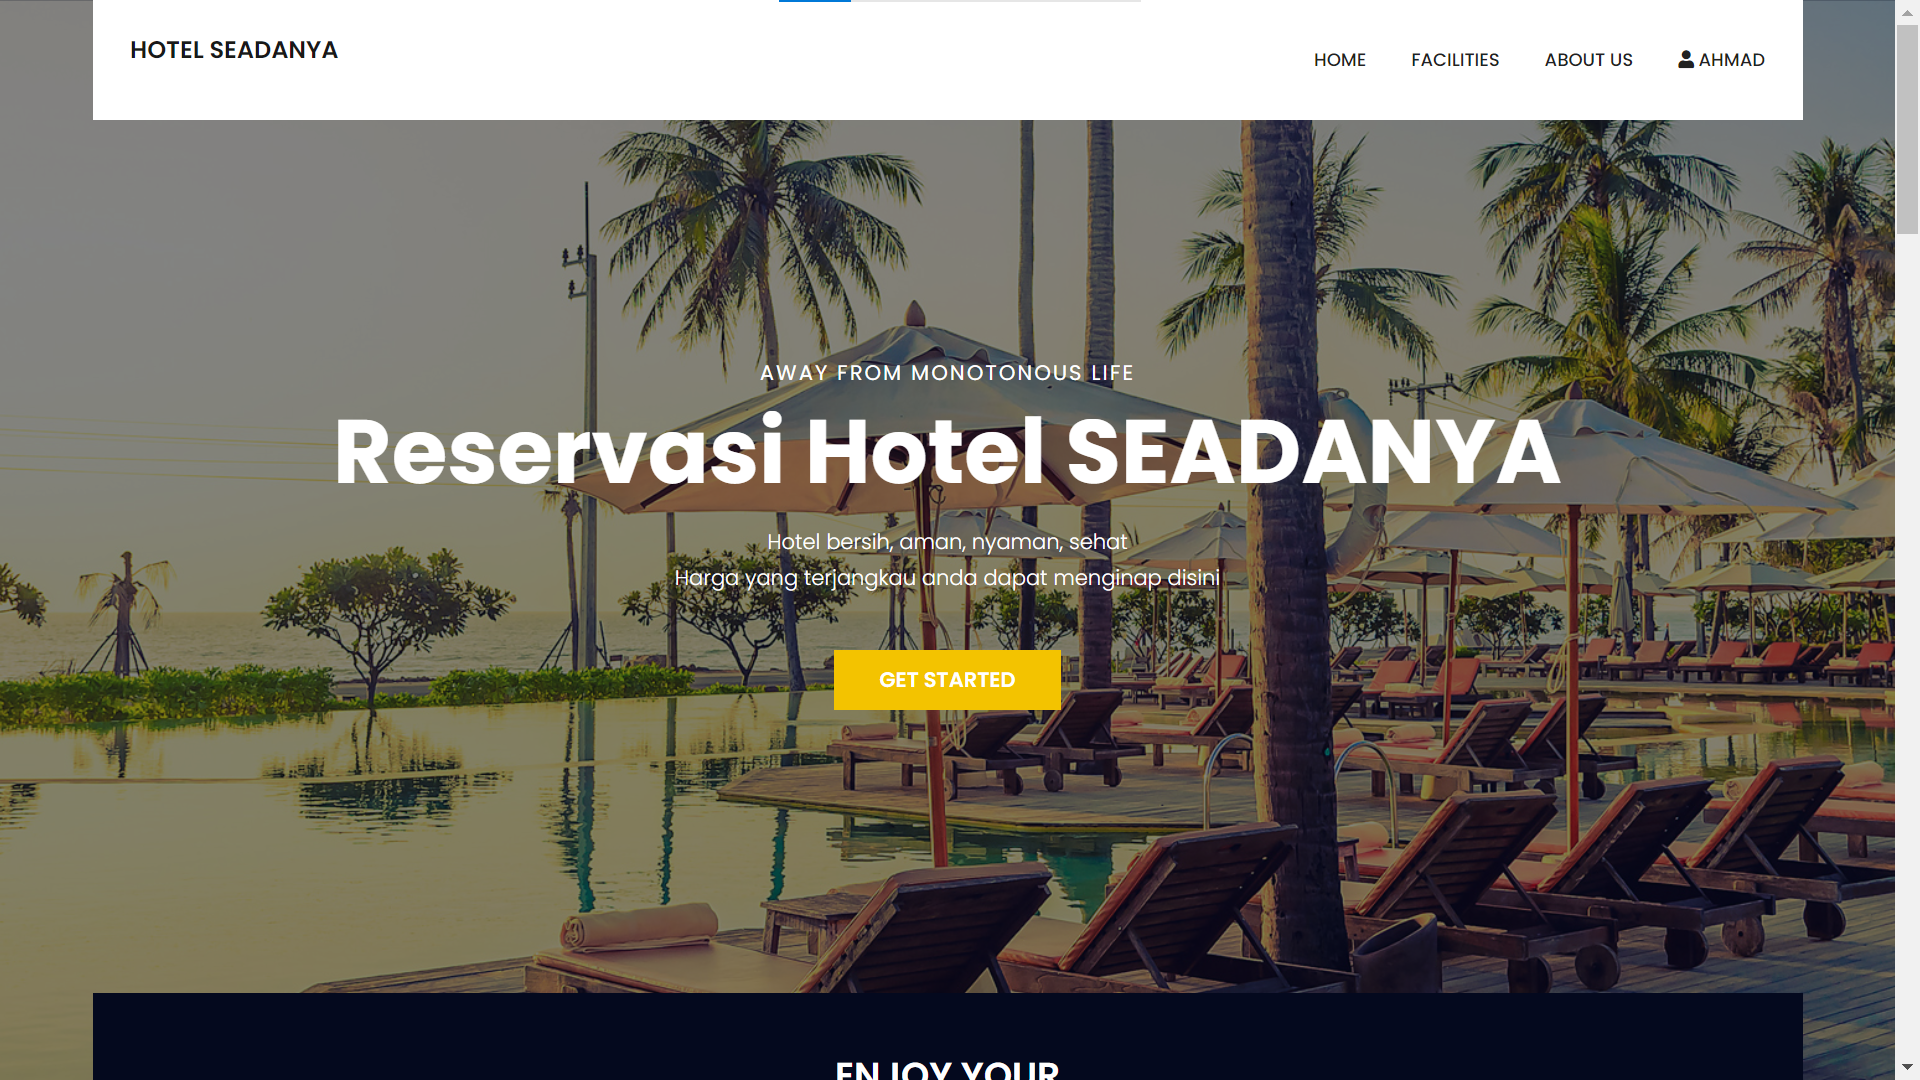 HOTEL SEADANYA
HOME
FACILITIES
ABOUT US
AHMAD
AWAY FROM MONOTONOUS LIFE
Reservasi Hotel SEADANYA
Hotel bersih, aman, nyaman, sehat
Harga yang terjangkau anda dapat menginap disini
GET STARTED
ENJOY YOUR